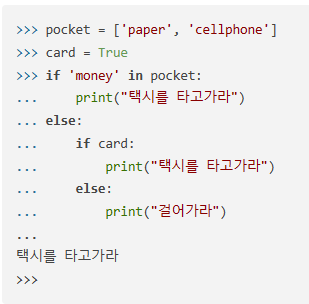 >>> pocket = ['paper', 'cellphone']
>>> card = True
>>> if 'money' in pocket:
...     print("택시를 타고가라")
... else:
...     if card:
...         print("택시를 타고가라")
...     else:
...         print("걸어가라")
...
택시를 타고가라
>>>